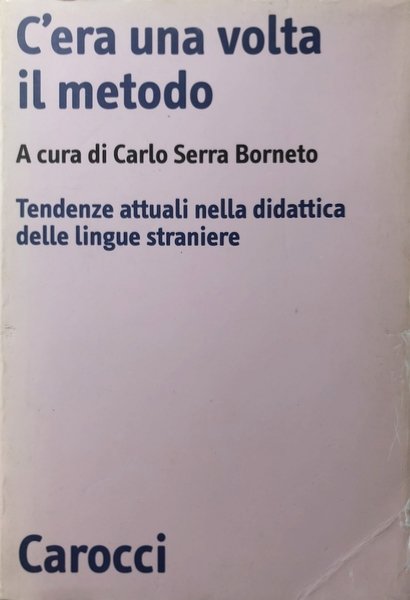 C'era una volta
il metodo
A cura di Carlo Serra Borneto
Tendenze attuali nella didattica
delle lingue straniere
Carocci